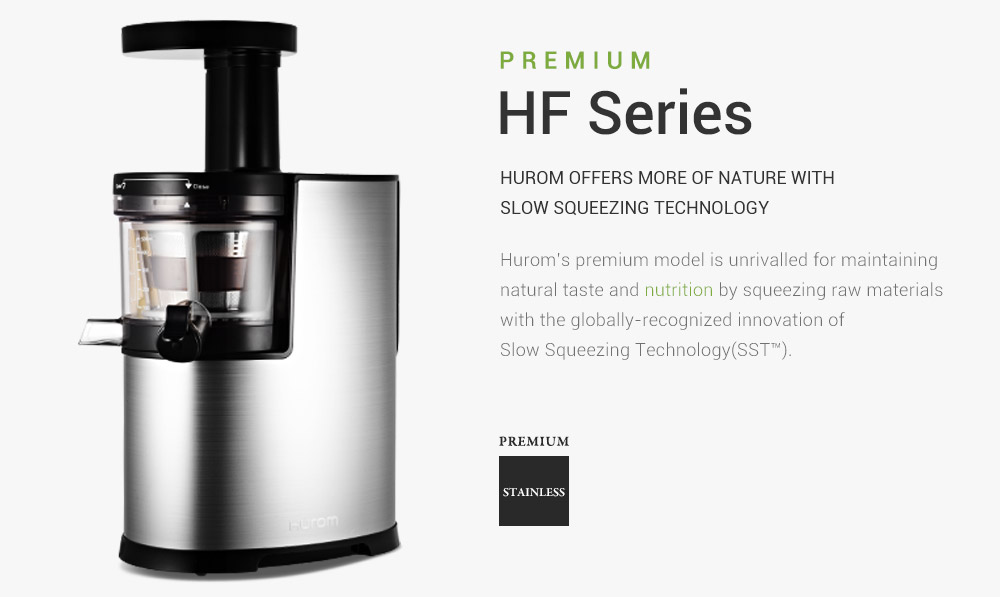 PREMIUM
HF Series
HUROM OFFERS MORE OF NATURE WITH
SLOW SQUEEZING TECHNOLOGY
Hurom's premium model is unrivalled for maintaining
natural taste and nutrition by squeezing raw materials
with the globally-recognized innovation of
Slow Squeezing Technology(SST™).
PREMIUM
STAINLESS
Close
Hurom